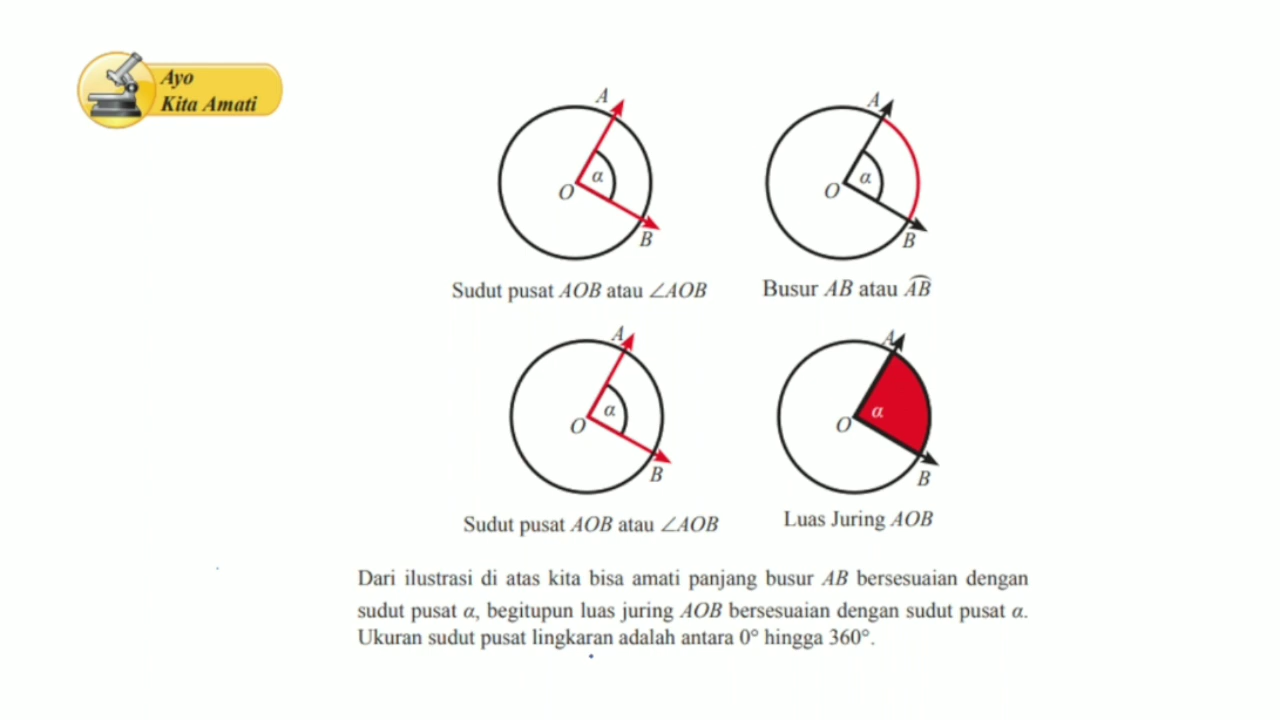 Ayo
Kita Amati
A
α
O
B
A
α
O
B
Sudut pusat AOB atau ∠AOB
Busur AB atau A͡B
A
α
O
B
A
α
O
B
Sudut pusat AOB atau ∠AOB
Luas Juring AOB
Dari ilustrasi di atas kita bisa amati panjang busur AB bersesuaian dengan
sudut pusat α, begitupun luas juring AOB bersesuaian dengan sudut pusat α.
Ukuran sudut pusat lingkaran adalah antara 0° hingga 360°.